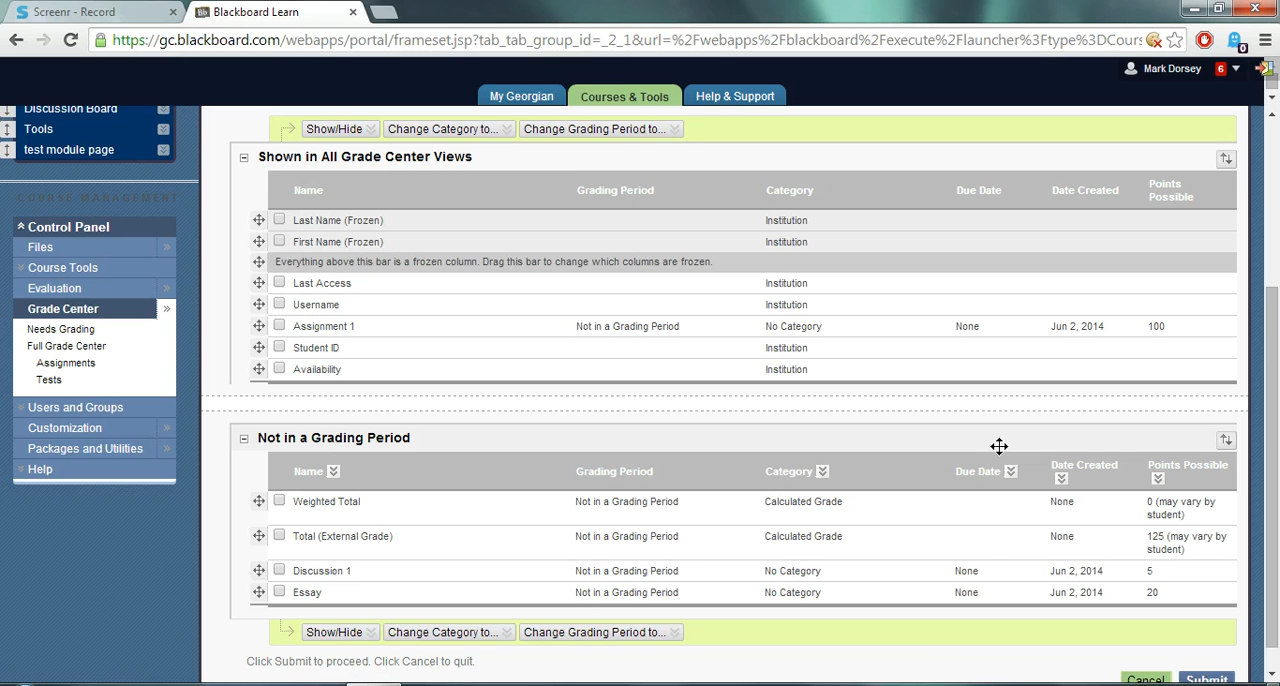 Screenr - Record
Blackboard Learn
https://gc.blackboard.com/webapps/portal/frameset.jsp?tab_tab_group_id=_2_1&url=%2Fwebapps%2Fblackboard%2Fexecute%2Flauncher%3Ftype%3DCours
Mark Dorsey 6
My Georgian Courses & Tools Help & Support
Discussion Board
Tools
test module page
COURSE MANAGEMENT
Control Panel
Files
Course Tools
Evaluation
Grade Center
Needs Grading
Full Grade Center
Assignments
Tests
Users and Groups
Customization
Packages and Utilities
Help
Show/Hide Change Category to... Change Grading Period to...
Shown in All Grade Center Views
Name Grading Period Category Due Date Date Created Points Possible
Last Name (Frozen) Institution
First Name (Frozen) Institution
Everything above this bar is a frozen column. Drag this bar to change which columns are frozen.
Last Access Institution
Username Institution
Assignment 1 Not in a Grading Period No Category None Jun 2, 2014 100
Student ID Institution
Availability Institution
Not in a Grading Period
Name Grading Period Category Due Date Date Created Points Possible
Weighted Total Not in a Grading Period Calculated Grade None 0 (may vary by student)
Total (External Grade) Not in a Grading Period Calculated Grade None 125 (may vary by student)
Discussion 1 Not in a Grading Period No Category None Jun 2, 2014 5
Essay Not in a Grading Period No Category None Jun 2, 2014 20
Show/Hide Change Category to... Change Grading Period to...
Click Submit to proceed. Click Cancel to quit.
Cancel Submit